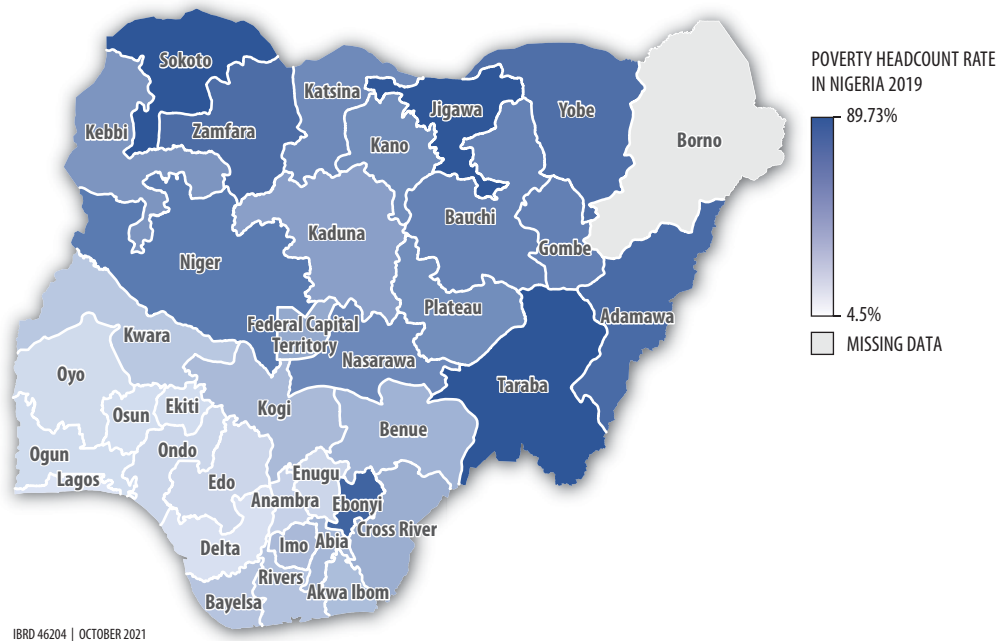 POVERTY HEADCOUNT RATE
IN NIGERIA 2019
89.73%
4.5%
MISSING DATA
Sokoto
Katsina
Jigawa
Yobe
Kebbi
Zamfara
Kano
Borno
Bauchi
Kaduna
Gombe
Niger
Plateau
Adamawa
Federal Capital
Territory
Kwara
Nasarawa
Oyo
Taraba
Osun
Ekiti
Kogi
Benue
Ogun
Ondo
Lagos
Edo
Enugu
Anambra
Ebonyi
Cross River
Delta
Imo
Abia
Rivers
Akwa Ibom
Bayelsa
IBRD 46204 | OCTOBER 2021